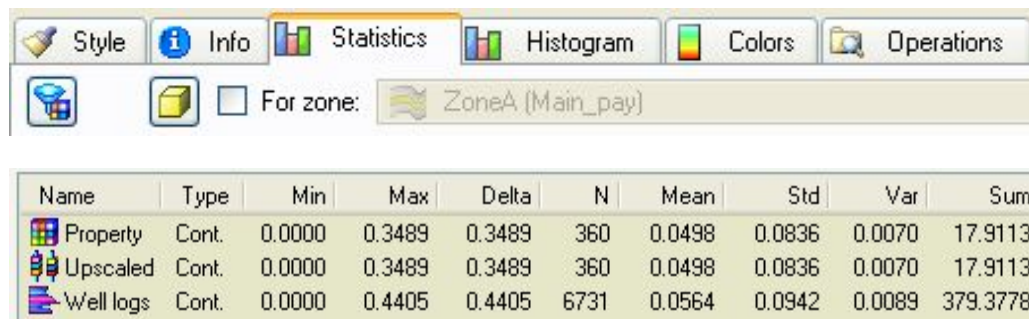 Style Info Statistics Histogram Colors Operations
For zone: ZoneA (Main_pay)
Name Type Min Max Delta N Mean Std Var Sum
Property Cont. 0.0000 0.3489 0.3489 360 0.0498 0.0836 0.0070 17.9113
Upscaled Cont. 0.0000 0.3489 0.3489 360 0.0498 0.0836 0.0070 17.9113
Well logs Cont. 0.0000 0.4405 0.4405 6731 0.0564 0.0942 0.0089 379.3778